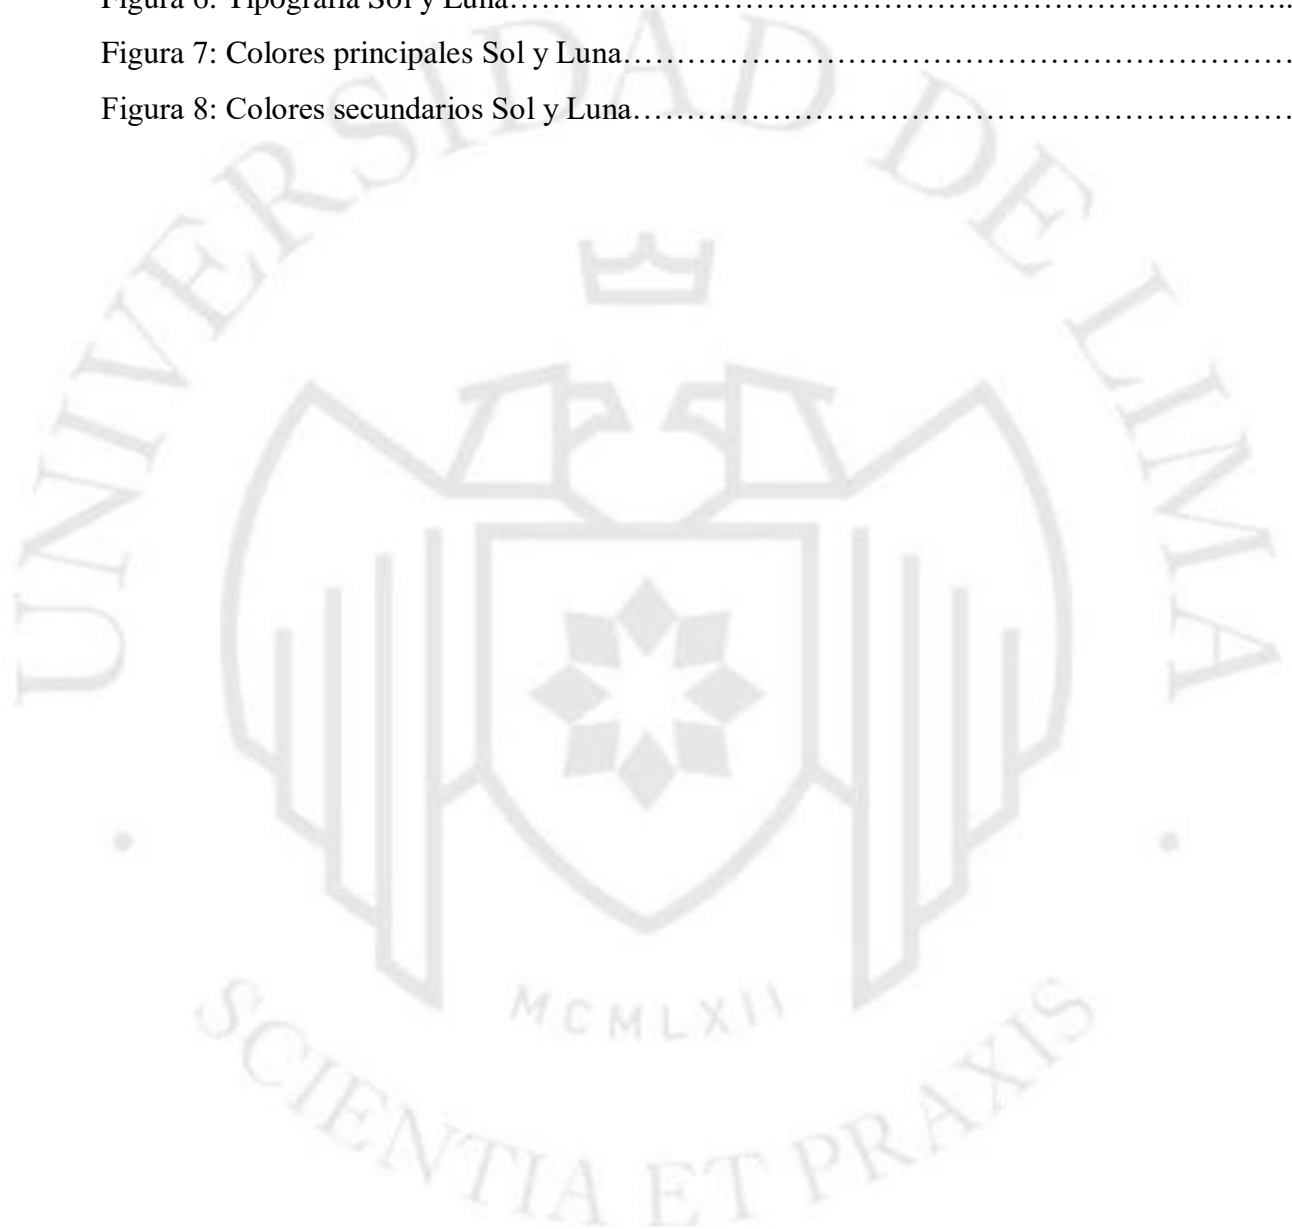 Figura 6: Tipografía Sol y Luna……………………………………………………………………..
Figura 7: Colores principales Sol y Luna……………………………………………………………
Figura 8: Colores secundarios Sol y Luna……………………………………………………………
UNIVERSIDAD DE LIMA
MCMLXII
SCIENTIA ET PRAXIS